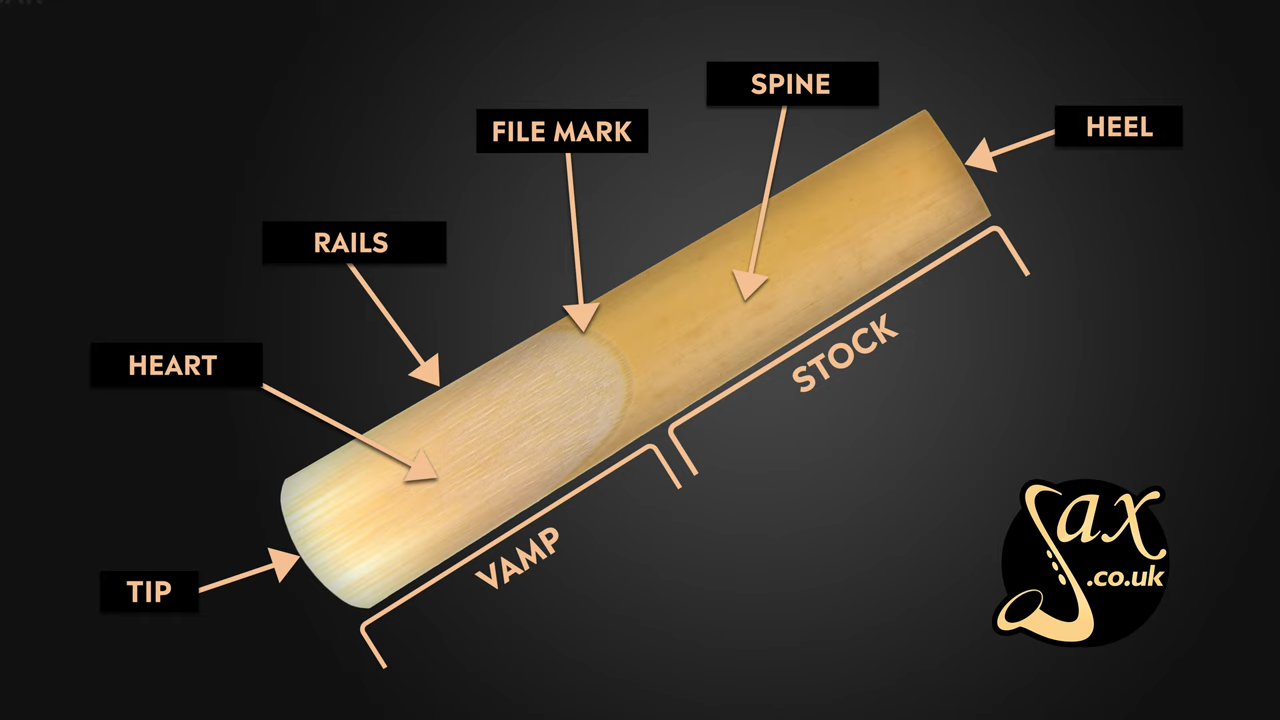 SPINE
FILE MARK
HEEL
RAILS
HEART
STOCK
VAMP
TIP
Sax
.co.uk